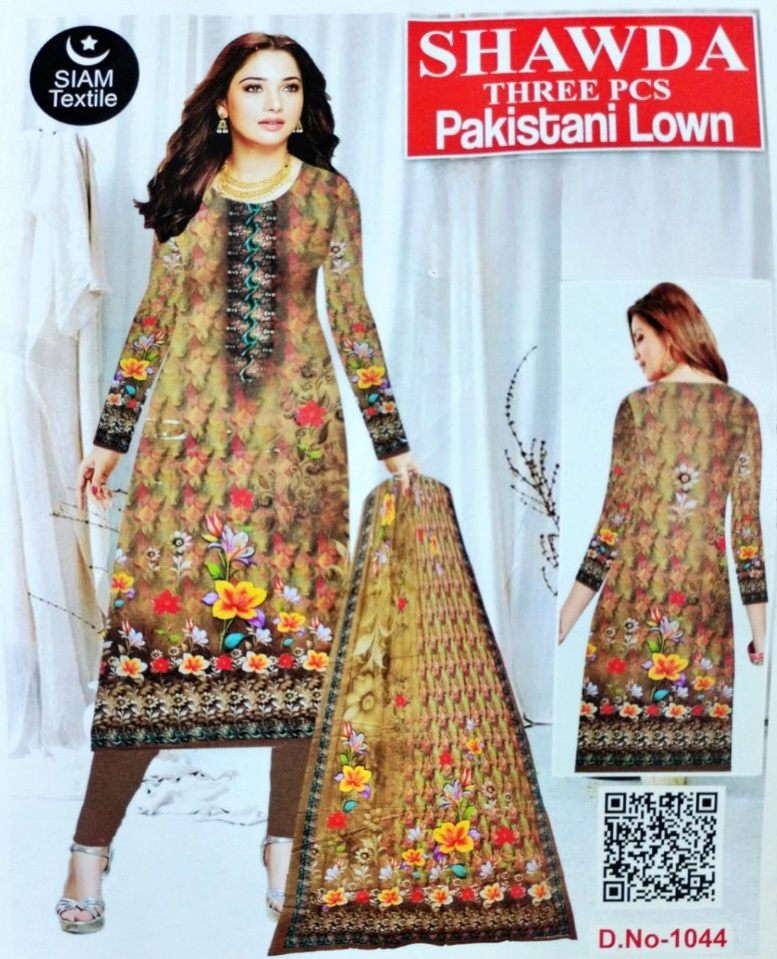 SIAM
Textile
SHAWDA
THREE PCS
Pakistani Lown
D.No-1044